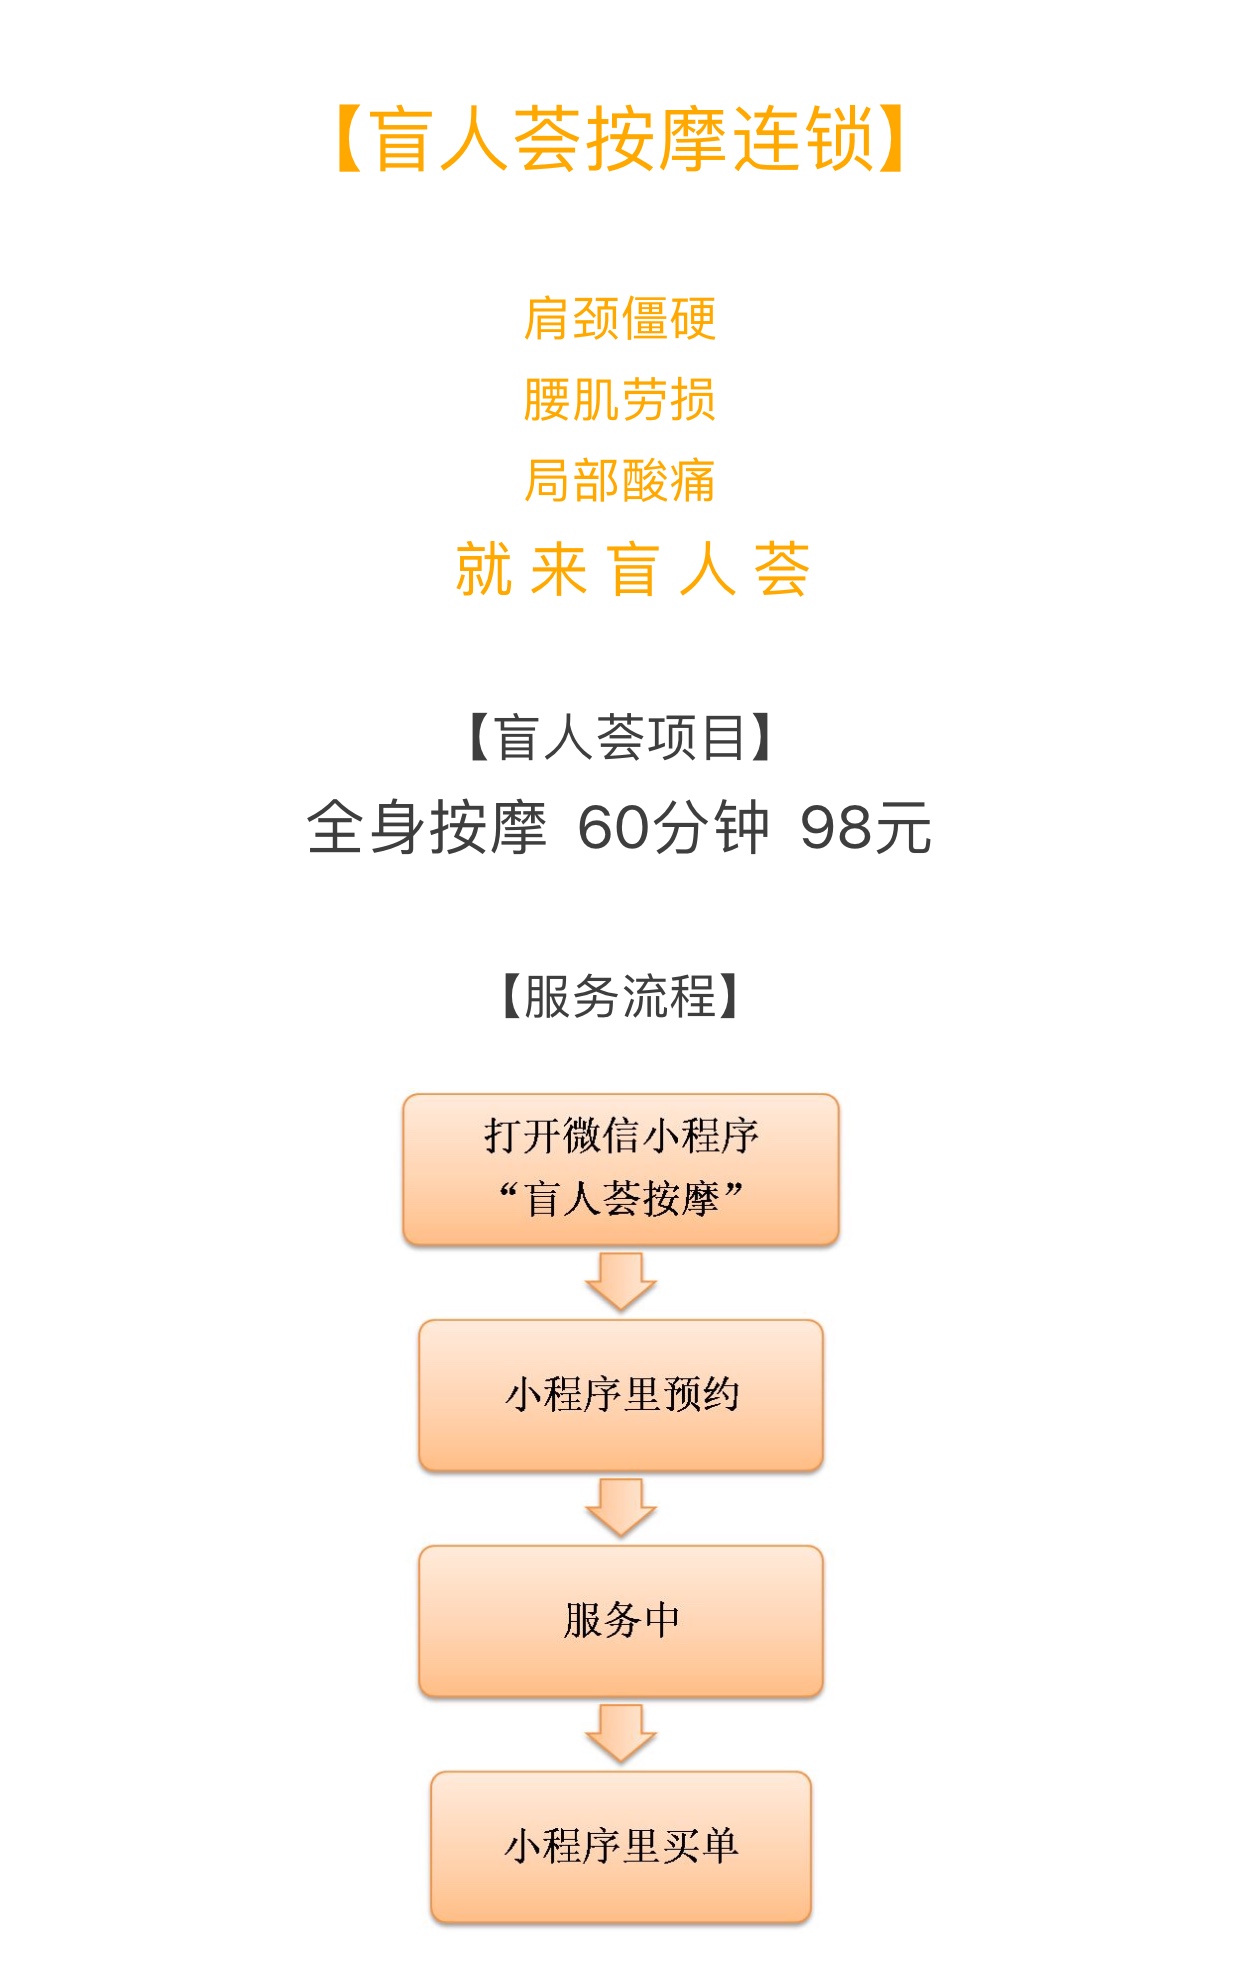 【盲人荟按摩连锁】
肩颈僵硬
腰肌劳损
局部酸痛
就来盲人荟
【盲人荟项目】
全身按摩 60分钟 98元
【服务流程】
打开微信小程序
“盲人荟按摩”
小程序里预约
服务中
小程序里买单